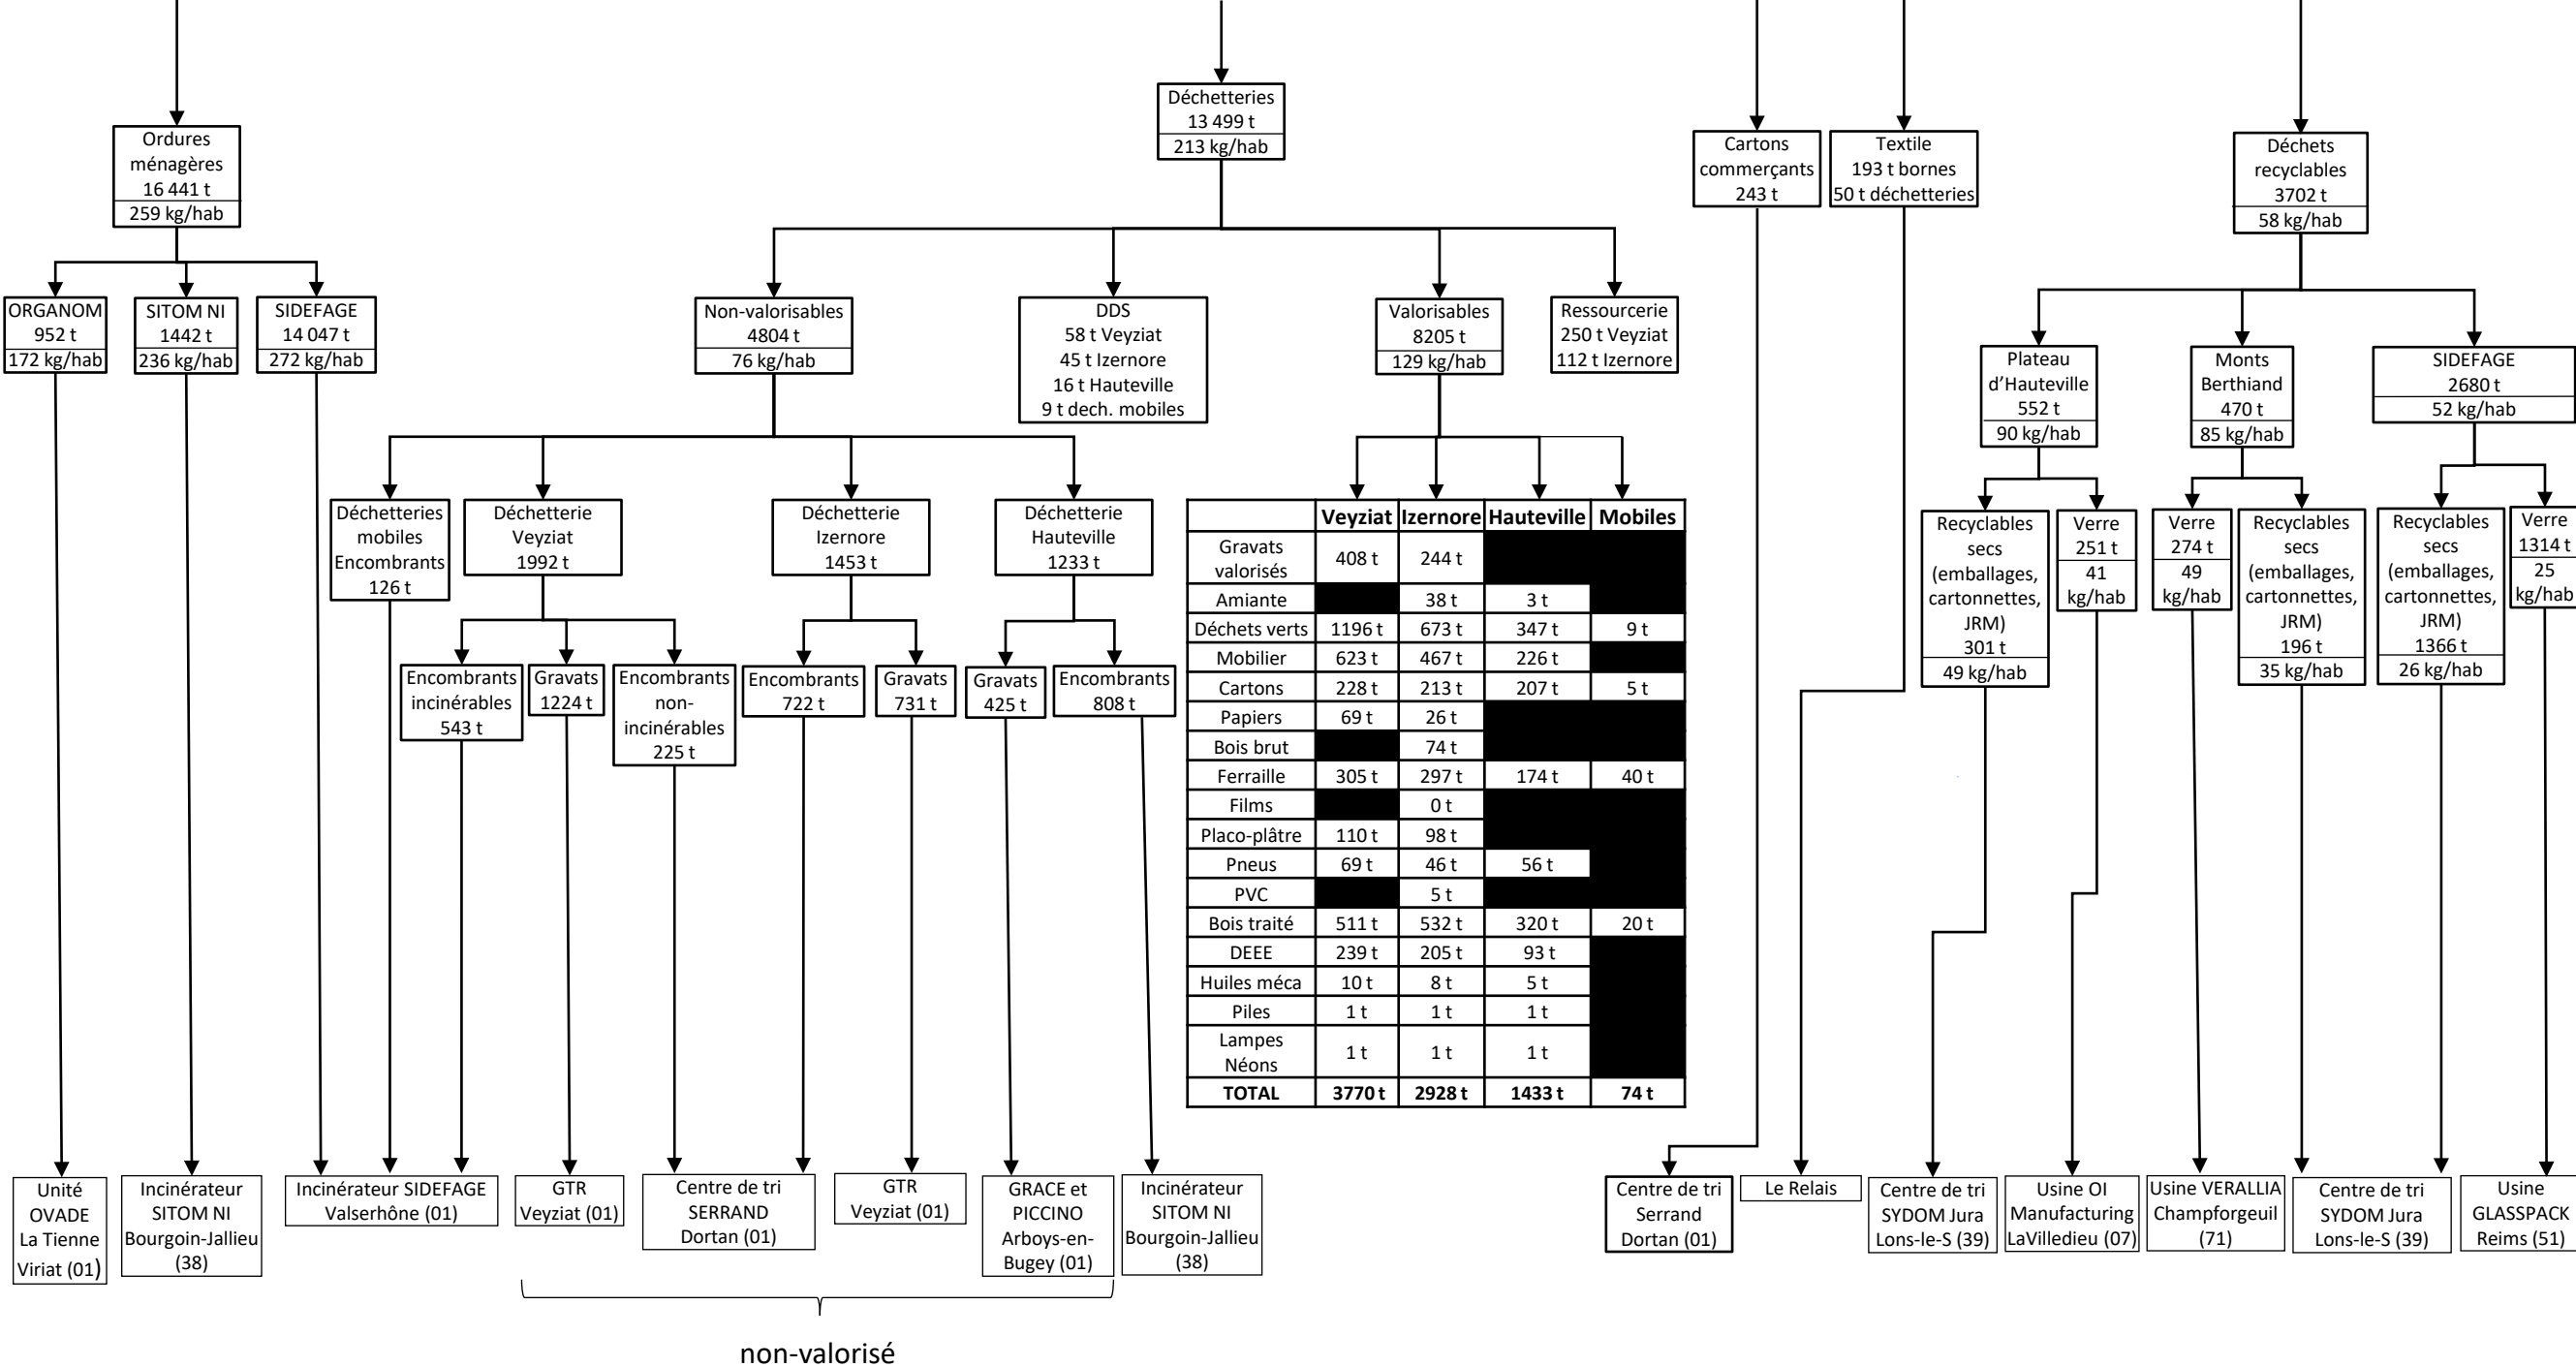 Déchetteries
13 499 t
213 kg/hab
Ordures
ménagères
16 441 t
259 kg/hab
Cartons
commerçants
243 t
Textile
193 t bornes
50 t déchetteries
Déchets
recyclables
3702 t
58 kg/hab
ORGANOM
952 t
172 kg/hab
SITOM NI
1442 t
236 kg/hab
SIDEFAGE
14 047 t
272 kg/hab
Non-valorisables
4804 t
76 kg/hab
DDS
58 t Veyziat
45 t Izernore
16 t Hauteville
9 t dech. mobiles
Valorisables
8205 t
129 kg/hab
Ressourcerie
250 t Veyziat
112 t Izernore
Plateau
d’Hauteville
552 t
90 kg/hab
Monts
Berthiand
470 t
85 kg/hab
SIDEFAGE
2680 t
52 kg/hab
Déchetteries
mobiles
Encombrants
126 t
Déchetterie
Veyziat
1992 t
Déchetterie
Izernore
1453 t
Déchetterie
Hauteville
1233 t
Encombrants
incinérables
543 t
Gravats
1224 t
Encombrants
non-
incinérables
225 t
Encombrants
722 t
Gravats
731 t
Gravats
425 t
Encombrants
808 t
Veyziat Izernore Hauteville Mobiles
Gravats
valorisés 408 t 244 t
Amiante 38 t 3 t
Déchets verts 1196 t 673 t 347 t 9 t
Mobilier 623 t 467 t 226 t
Cartons 228 t 213 t 207 t 5 t
Papiers 69 t 26 t
Bois brut 74 t
Ferraille 305 t 297 t 174 t 40 t
Films 0 t
Placo-plâtre 110 t 98 t
Pneus 69 t 46 t 56 t
PVC 5 t
Bois traité 511 t 532 t 320 t 20 t
DEEE 239 t 205 t 93 t
Huiles méca 10 t 8 t 5 t
Piles 1 t 1 t 1 t
Lampes
Néons 1 t 1 t 1 t
TOTAL 3770 t 2928 t 1433 t 74 t
Recyclables
secs
(emballages,
cartonnettes,
JRM)
301 t
49 kg/hab
Verre
251 t
41
kg/hab
Verre
274 t
49
kg/hab
Recyclables
secs
(emballages,
cartonnettes,
JRM)
196 t
35 kg/hab
Recyclables
secs
(emballages,
cartonnettes,
JRM)
1366 t
26 kg/hab
Verre
1314 t
25
kg/hab
Unité
OVADE
La Tienne
Viriat (01)
Incinérateur
SITOM NI
Bourgoin-Jallieu
(38)
Incinérateur SIDEFAGE
Valserhône (01)
GTR
Veyziat (01)
Centre de tri
SERRAND
Dortan (01)
GTR
Veyziat (01)
GRACE et
PICCINO
Arboys-en-
Bugey (01)
Incinérateur
SITOM NI
Bourgoin-Jallieu
(38)
Centre de tri
Serrand
Dortan (01)
Le Relais
Centre de tri
SYDOM Jura
Lons-le-S (39)
Usine OI
Manufacturing
LaVilledieu (07)
Usine VERALLIA
Champforgeuil
(71)
Centre de tri
SYDOM Jura
Lons-le-S (39)
Usine
GLASSPACK
Reims (51)
non-valorisé